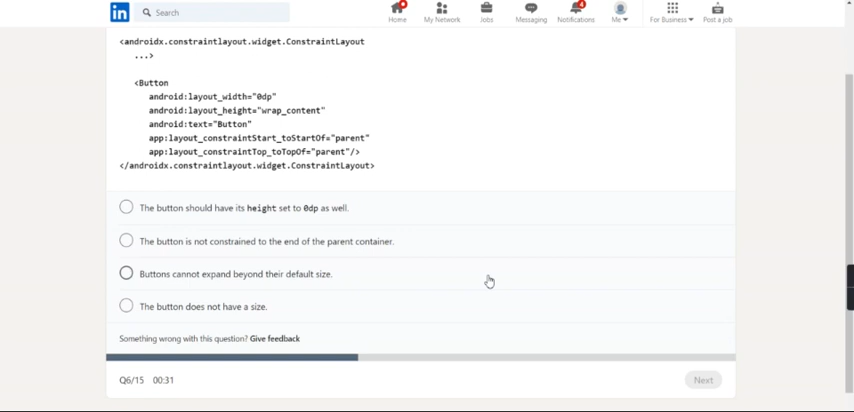 in
Search
Home
My Network
Jobs
Messaging
4
Notifications
Me
For Business
Post a job
<androidx.constraintlayout.widget.ConstraintLayout
...>
<Button
android:layout_width="0dp"
android:layout_height="wrap_content"
android:text="Button"
app:layout_constraintStart_toStartOf="parent"
app:layout_constraintTop_toTopOf="parent"/>
</androidx.constraintlayout.widget.ConstraintLayout>
The button should have its height set to 0dp as well.
The button is not constrained to the end of the parent container.
Buttons cannot expand beyond their default size.
The button does not have a size.
Something wrong with this question? Give feedback
Q6/15 00:31
Next